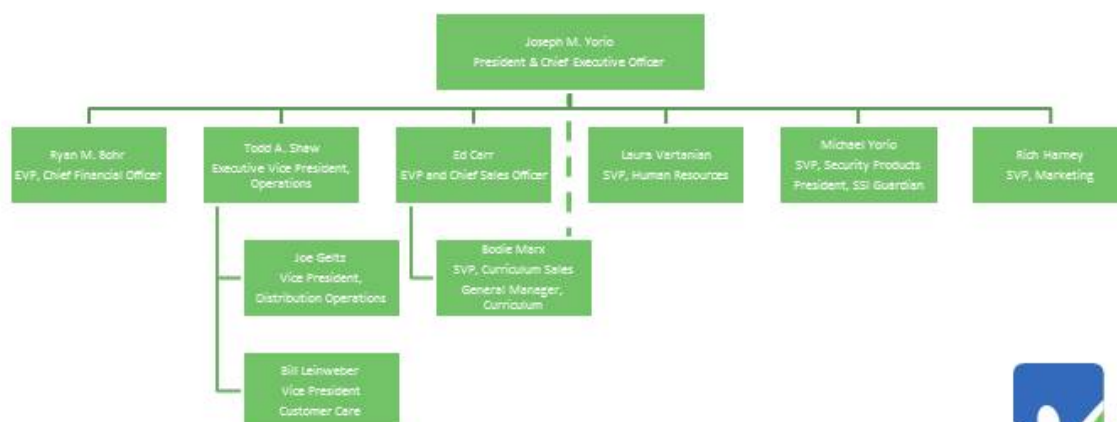 Joseph M. Yorio
President & Chief Executive Officer
Ryan M. Bohr
EVP, Chief Financial Officer
Todd A. Shaw
Executive Vice President,
Operations
Ed Carr
EVP and Chief Sales Officer
Laura Vartanian
SVP, Human Resources
Michael Yorio
SVP, Security Products
President, SSI Guardian
Rich Harney
SVP, Marketing
Joe Geltz
Vice President,
Distribution Operations
Bodie Marx
SVP, Curriculum Sales
General Manager,
Curriculum
Bill Leinweber
Vice President
Customer Care